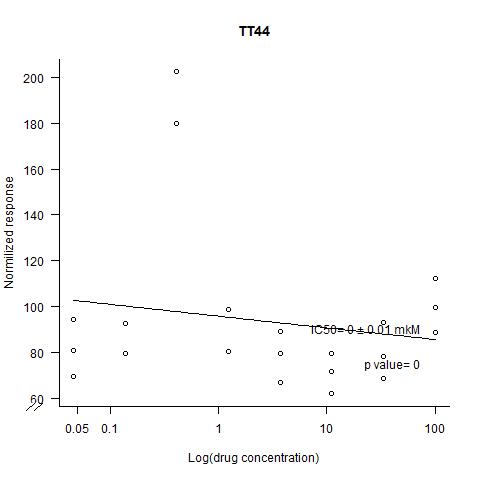 TT44
Normilized response
200
180
160
140
120
100
80
60
IC50= 0 ± 0.01 mkM
p value= 0
0.05 0.1 1 10 100
Log(drug concentration)